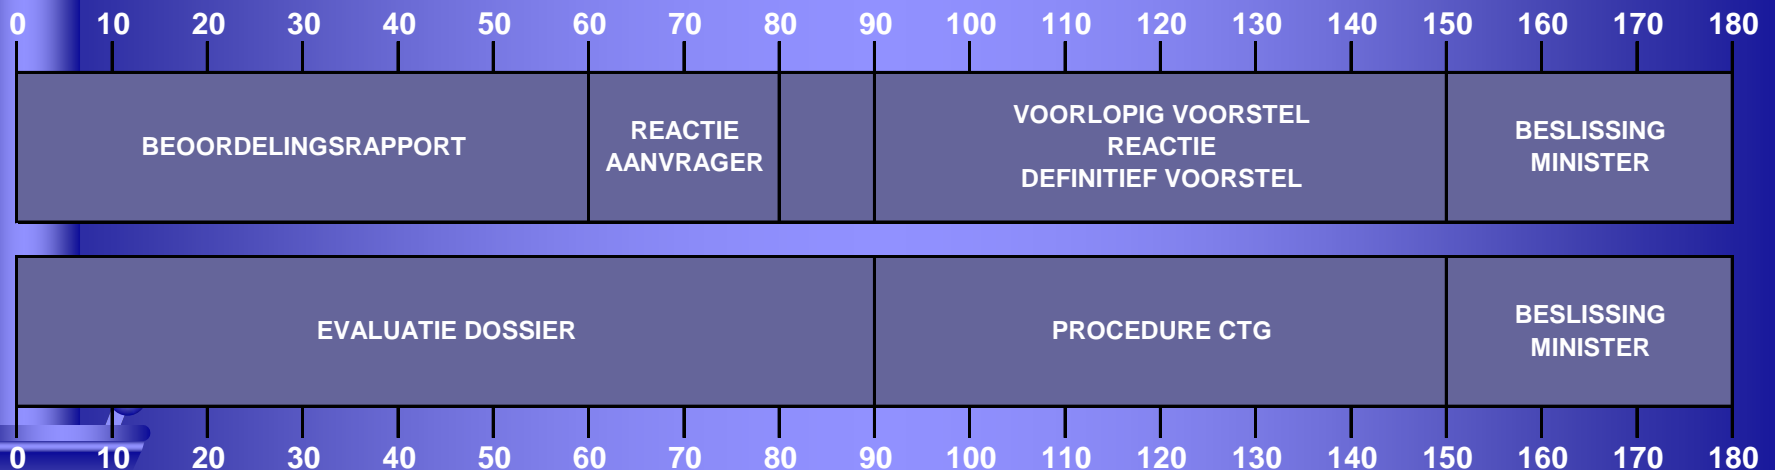 0 10 20 30 40 50 60 70 80 90 100 110 120 130 140 150 160 170 180
BEOORDELINGSRAPPORT
REACTIE
AANVRAGER
VOORLOPIG VOORSTEL
REACTIE
DEFINITIEF VOORSTEL
BESLISSING
MINISTER
EVALUATIE DOSSIER
PROCEDURE CTG
BESLISSING
MINISTER
0 10 20 30 40 50 60 70 80 90 100 110 120 130 140 150 160 170 180